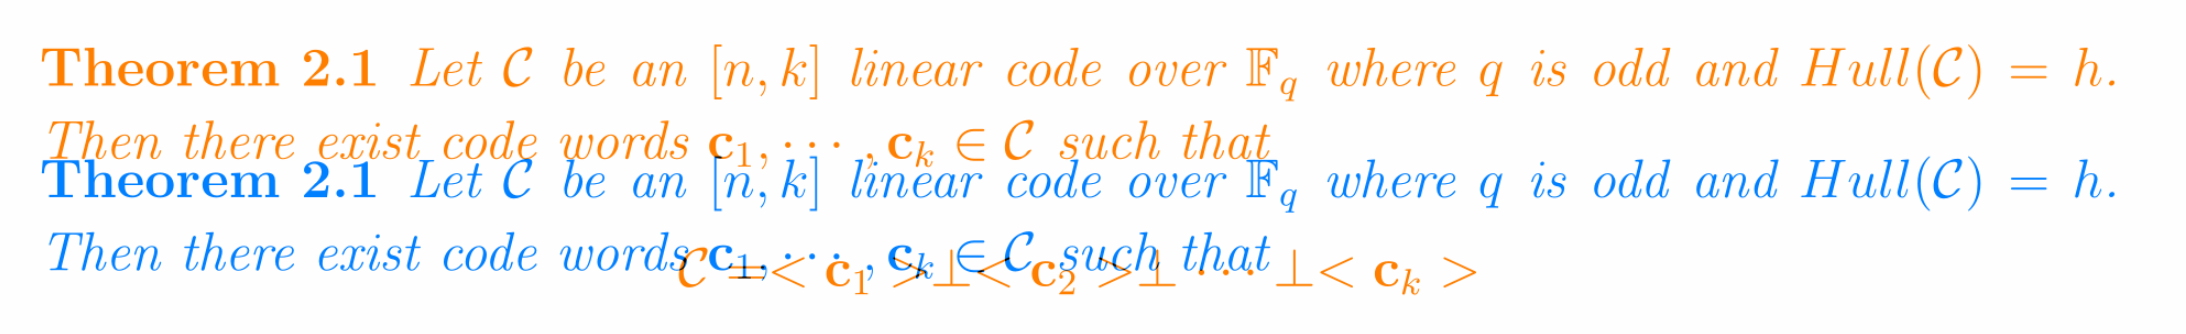 Theorem 2.1 Let C be an [n, k] linear code over 𝔽_q where q is odd and Hull(C) = h.
Then there exist code words c_1, ⋯ , c_k ∈ C such that
Theorem 2.1 Let C be an [n, k] linear code over 𝔽_q where q is odd and Hull(C) = h.
Then there exist code words c_1, ⋯ , c_k ∈ C such that
C =< c_1 >⊥< c_2 >⊥ ⋯ ⊥< c_k >